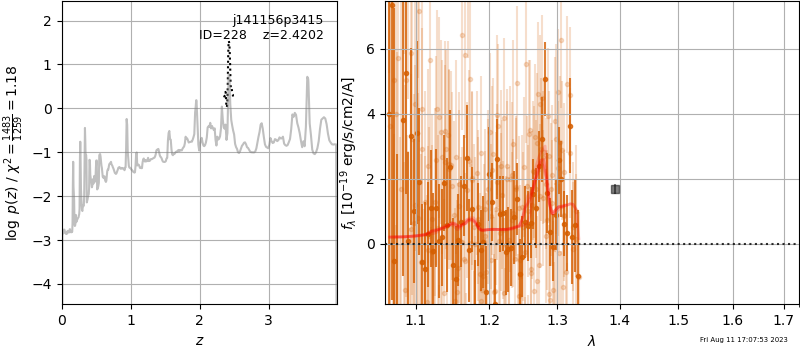 j141156p3415
ID=228 z=2.4202
log p(z) / χ² = 1483/1259 = 1.18
2
1
0
−1
−2
−3
−4
0 1 2 3
z
fλ [10⁻¹⁹ erg/s/cm2/A]
6
4
2
0
1.1 1.2 1.3 1.4 1.5 1.6 1.7
λ
Fri Aug 11 17:07:53 2023